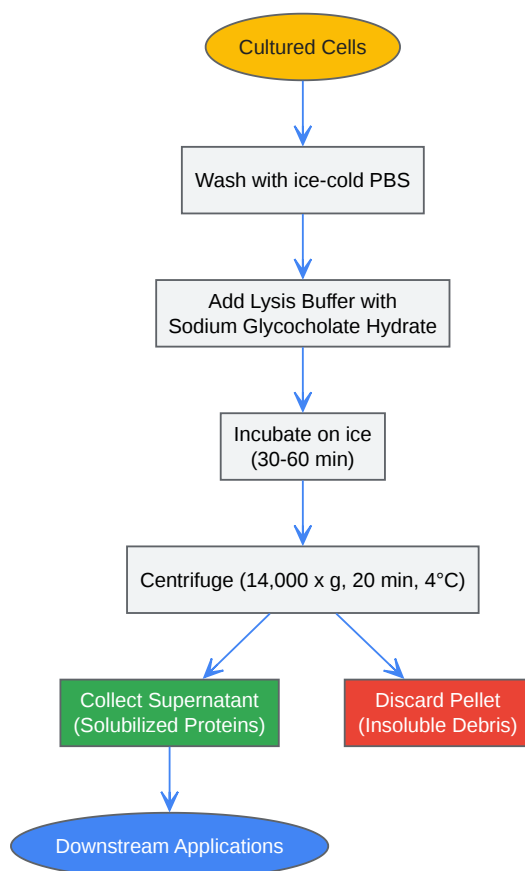 Cultured Cells
Wash with ice-cold PBS
Add Lysis Buffer with
Sodium Glycocholate Hydrate
Incubate on ice
(30-60 min)
Centrifuge (14,000 x g, 20 min, 4°C)
Collect Supernatant
(Solubilized Proteins)
Discard Pellet
(Insoluble Debris)
Downstream Applications